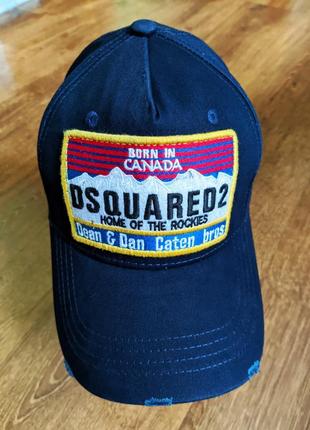 BORN IN
CANADA
DSQUARED2
HOME OF THE ROCKIES
Dean & Dan Caten bros